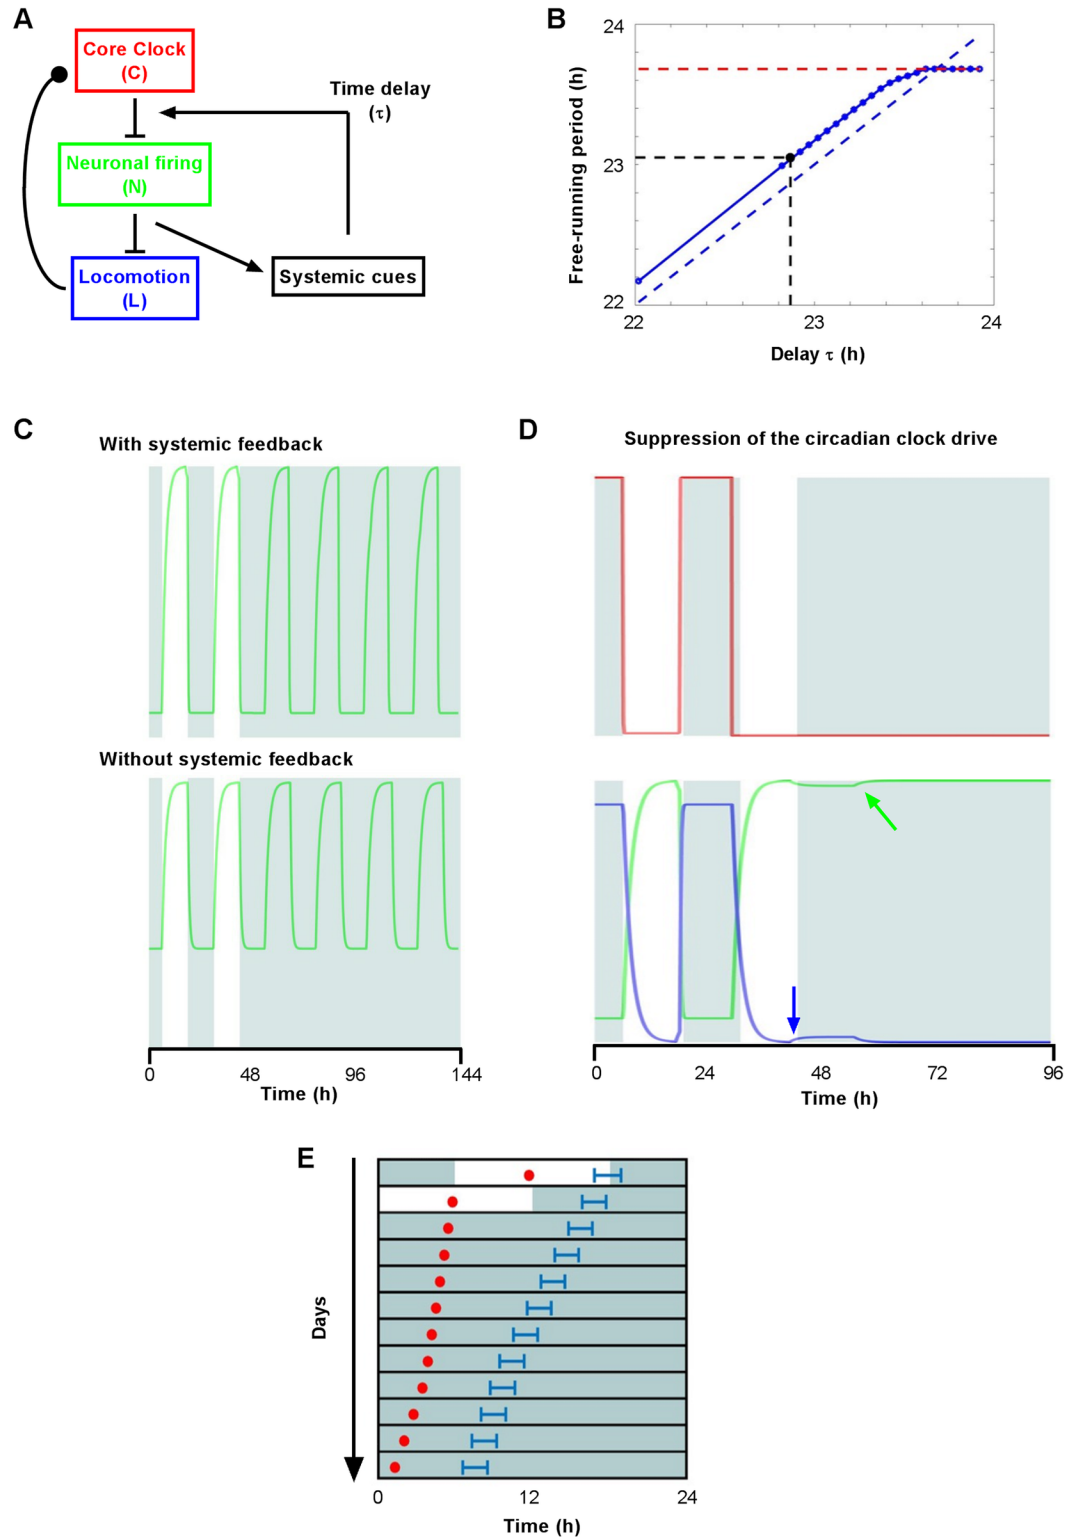 A
Core Clock
(C)
Neuronal firing
(N)
Locomotion
(L)
Time delay
(τ)
Systemic cues
B
Free-running period (h)
24
23
22
22
23
24
Delay τ (h)
C
With systemic feedback
Without systemic feedback
0
48
96
144
Time (h)
D
Suppression of the circadian clock drive
0
24
48
72
96
Time (h)
E
Days
0
12
24
Time (h)